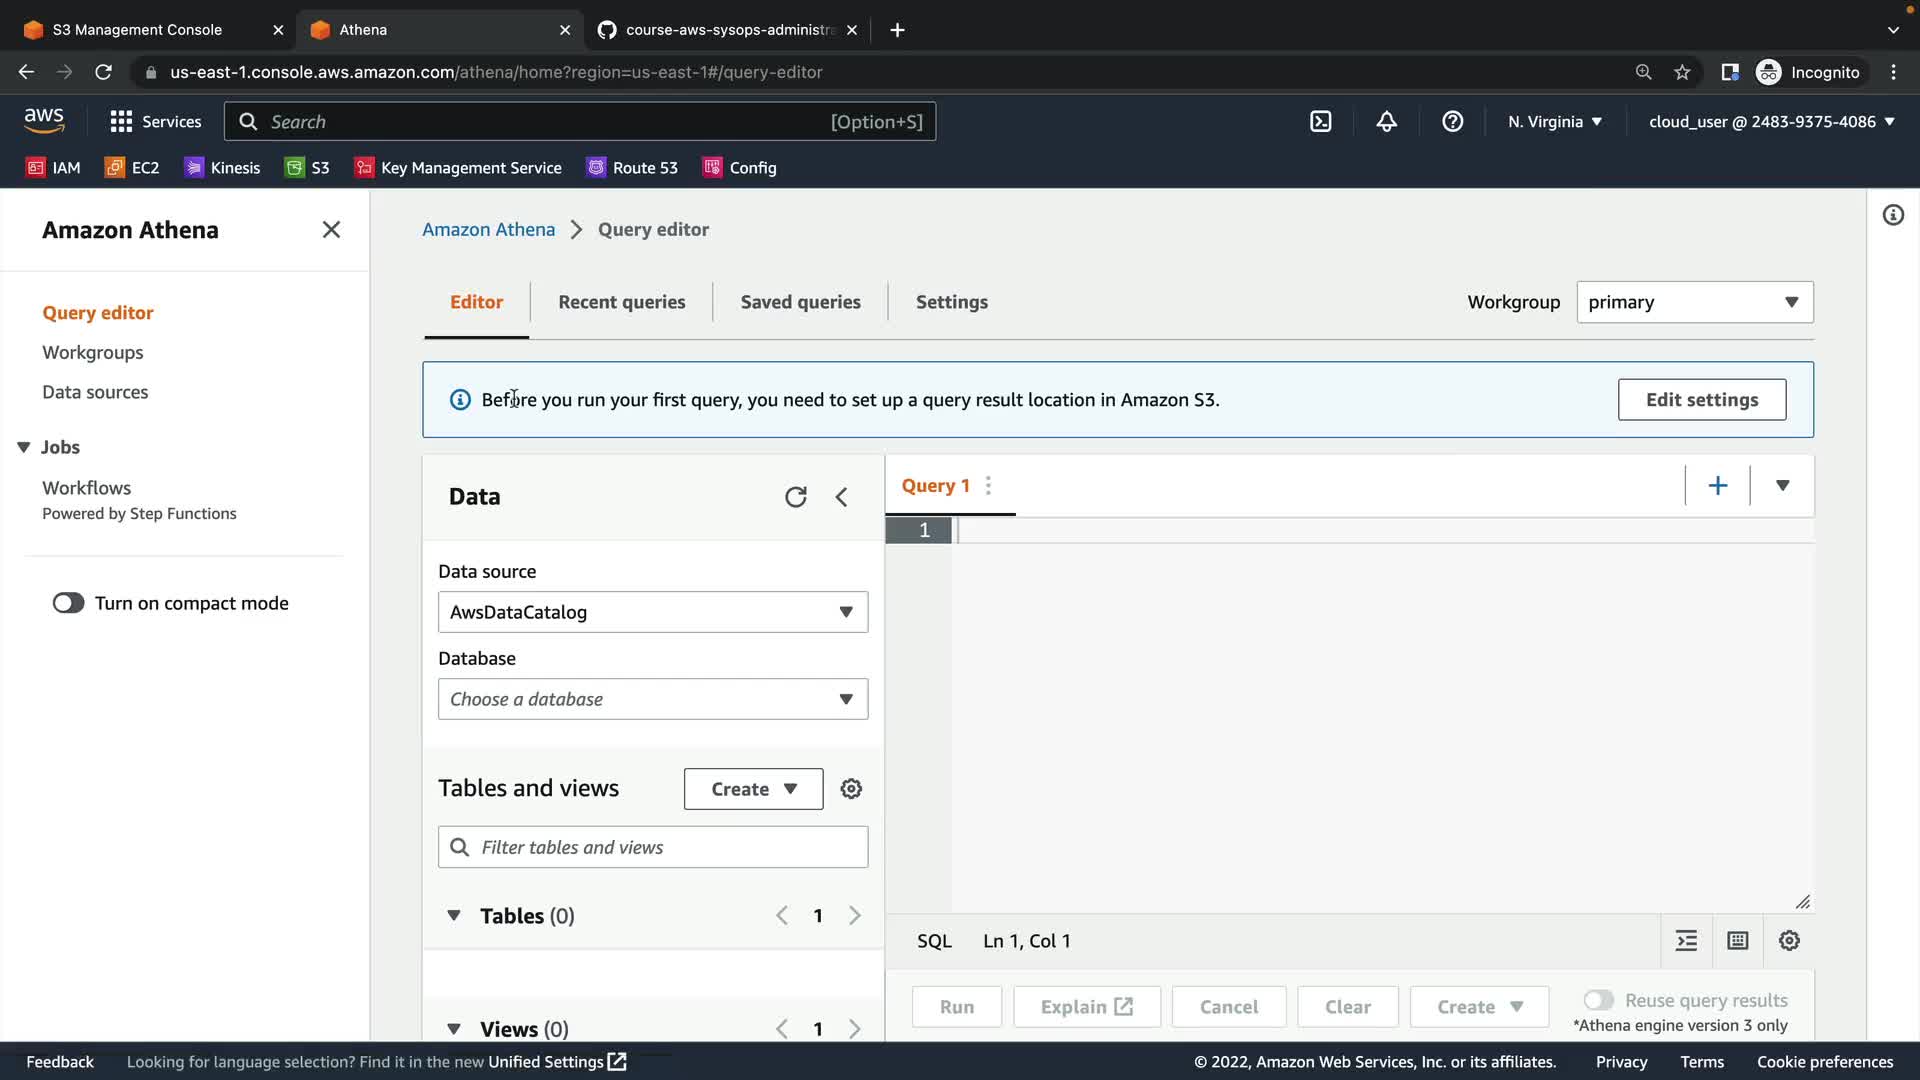 S3 Management Console
Athena
course-aws-sysops-administra
us-east-1.console.aws.amazon.com/athena/home?region=us-east-1#/query-editor
Incognito
aws
Services
Search
[Option+S]
N. Virginia
cloud_user @ 2483-9375-4086
IAM
EC2
Kinesis
S3
Key Management Service
Route 53
Config
Amazon Athena
Query editor
Workgroups
Data sources
Jobs
Workflows
Powered by Step Functions
Turn on compact mode
Amazon Athena
Query editor
Editor
Recent queries
Saved queries
Settings
Workgroup
primary
Before you run your first query, you need to set up a query result location in Amazon S3.
Edit settings
Data
Data source
AwsDataCatalog
Database
Choose a database
Tables and views
Create
Filter tables and views
Tables (0)
1
Views (0)
1
Query 1
1
SQL
Ln 1, Col 1
Run
Explain
Cancel
Clear
Create
Reuse query results
*Athena engine version 3 only
Feedback
Looking for language selection? Find it in the new Unified Settings
© 2022, Amazon Web Services, Inc. or its affiliates.
Privacy
Terms
Cookie preferences